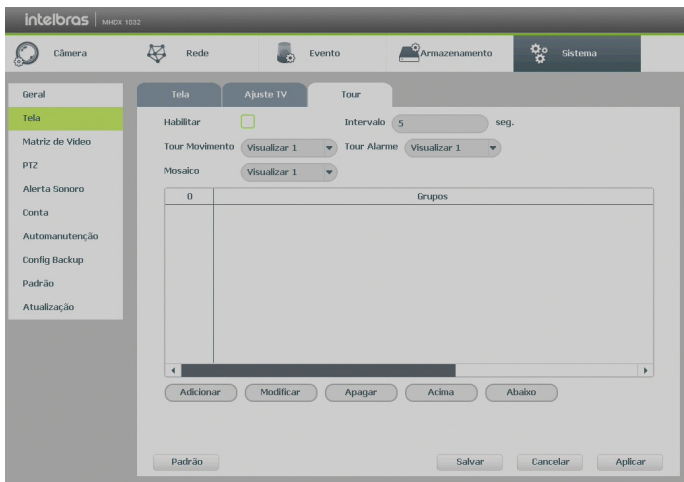 intelbras MHDX 1032
Câmera Rede Evento Armazenamento Sistema
Geral
Tela
Matriz de Vídeo
PTZ
Alerta Sonoro
Conta
Automanutenção
Config Backup
Padrão
Atualização
Tela Ajuste TV Tour
Habilitar Intervalo 5 seg.
Tour Movimento Visualizar 1 Tour Alarme Visualizar 1
Mosaico Visualizar 1
0 Grupos
Adicionar Modificar Apagar Acima Abaixo
Padrão Salvar Cancelar Aplicar